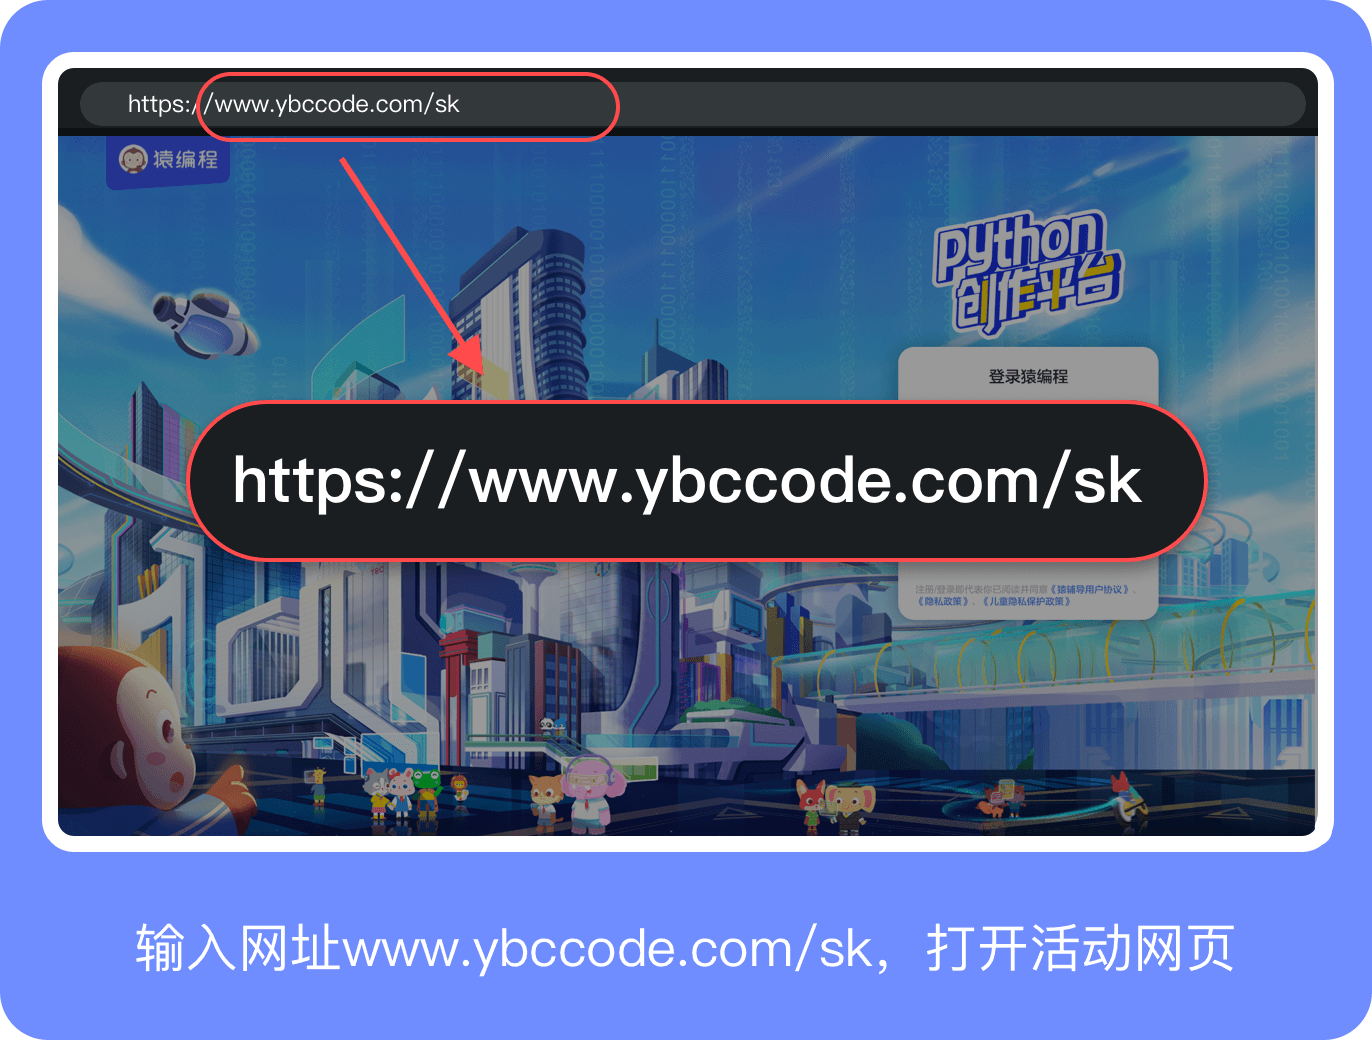 https://www.ybccode.com/sk
猿编程
python
创作平台
登录猿编程
https://www.ybccode.com/sk
注册/登录即代表你已阅读并同意《猿辅导用户协议》、
《隐私政策》、《儿童隐私保护政策》
输入网址www.ybccode.com/sk，打开活动网页